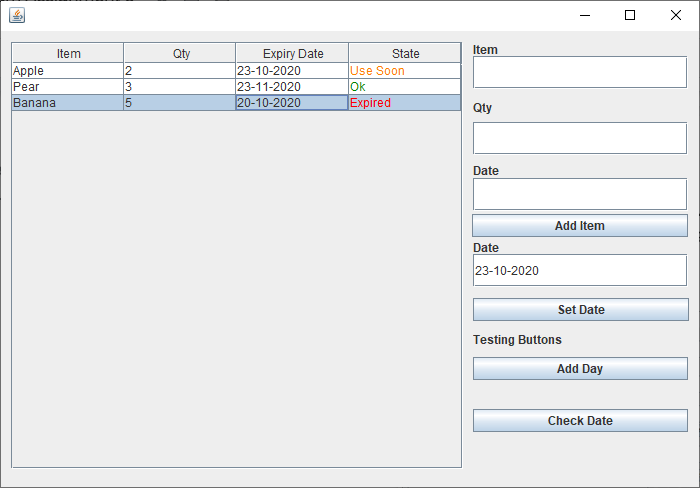 Item Qty Expiry Date State
Apple 2 23-10-2020 Use Soon
Pear 3 23-11-2020 Ok
Banana 5 20-10-2020 Expired
Item
Qty
Date
Add Item
Date
23-10-2020
Set Date
Testing Buttons
Add Day
Check Date